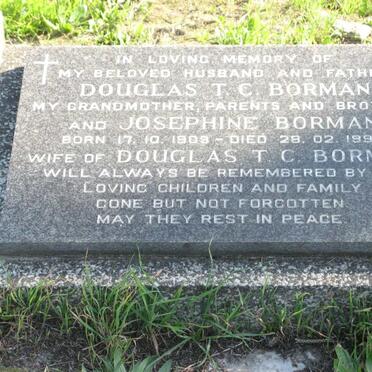 IN LOVING MEMORY OF
MY BELOVED HUSBAND AND FATH
DOUGLAS T. C. BORMAN
MY GRANDMOTHER, PARENTS AND BRO
AND JOSEPHINE BORMAN
BORN 17. 10. 1909 – DIED 28. 02. 199
WIFE OF DOUGLAS T. C. BORM
WILL ALWAYS BE REMEMBERED BY
LOVING CHILDREN AND FAMILY
GONE BUT NOT FORGOTTEN
MAY THEY REST IN PEACE